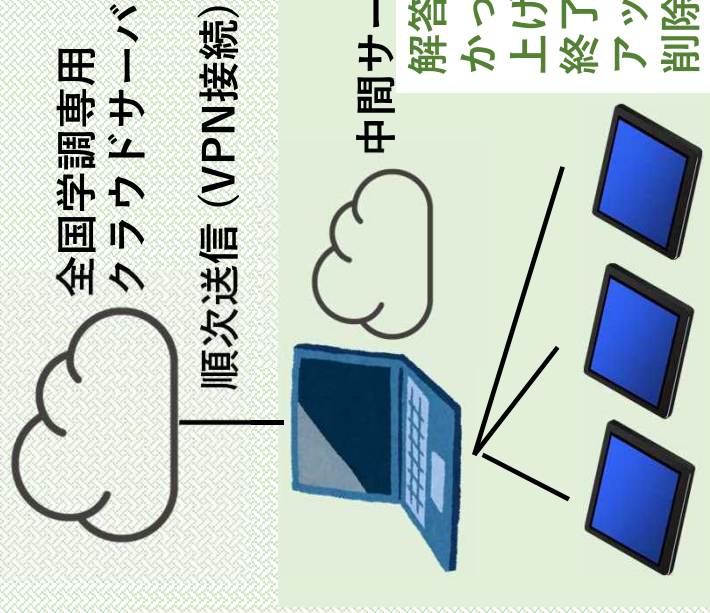 全国学調専用
クラウドサーバ
順次送信（VPN接続）
中間サー
解答
かっ
上げ
終了
アッ
削除